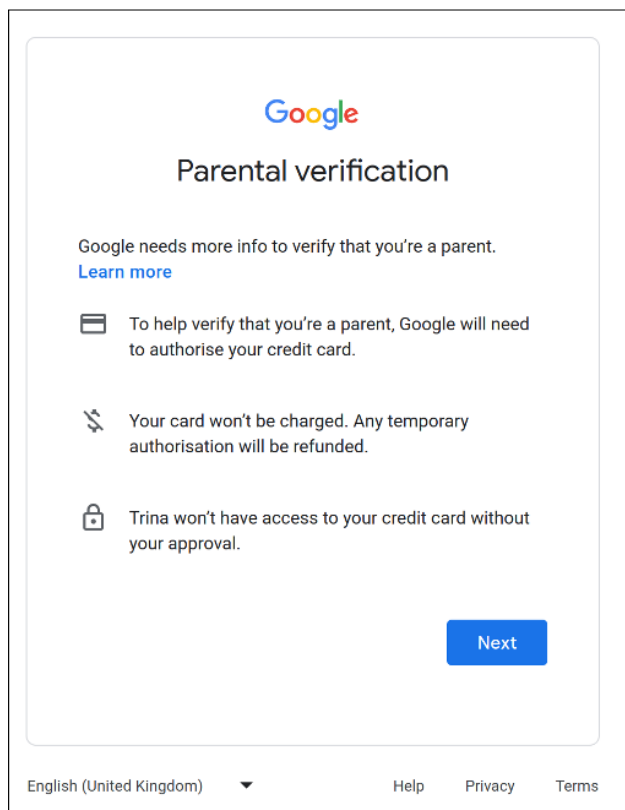 Google
Parental verification
Google needs more info to verify that you're a parent.
Learn more
To help verify that you're a parent, Google will need
to authorise your credit card.
Your card won't be charged. Any temporary
authorisation will be refunded.
Trina won't have access to your credit card without
your approval.
Next
English (United Kingdom) Help Privacy Terms